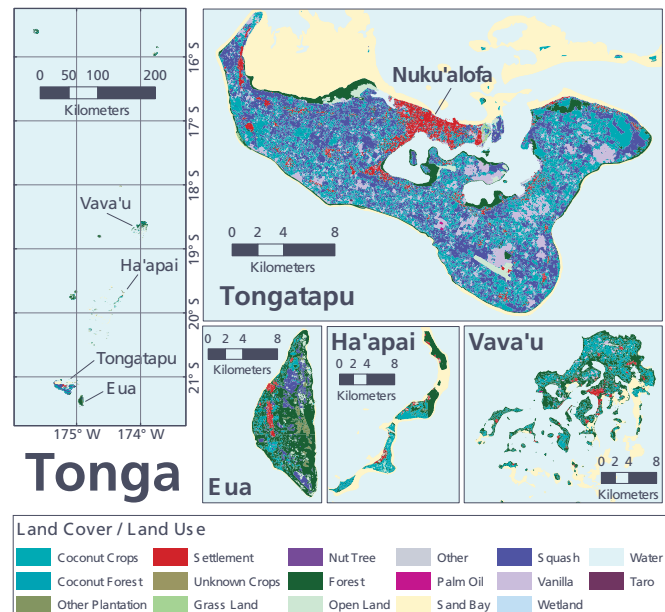 0 50 100 200
Kilometers
16° S
17° S
18° S
19° S
20° S
21° S
Vava'u
Ha'apai
Tongatapu
Eua
175° W 174° W
Tonga
Nuku'alofa
0 2 4 8
Kilometers
Tongatapu
0 2 4 8
Kilometers
Eua
Ha'apai
0 2 4 8
Kilometers
Vava'u
0 2 4 8
Kilometers
Land Cover / Land Use
Coconut Crops Settlement Nut Tree Other Squash Water
Coconut Forest Unknown Crops Forest Palm Oil Vanilla Taro
Other Plantation Grass Land Open Land Sand Bay Wetland